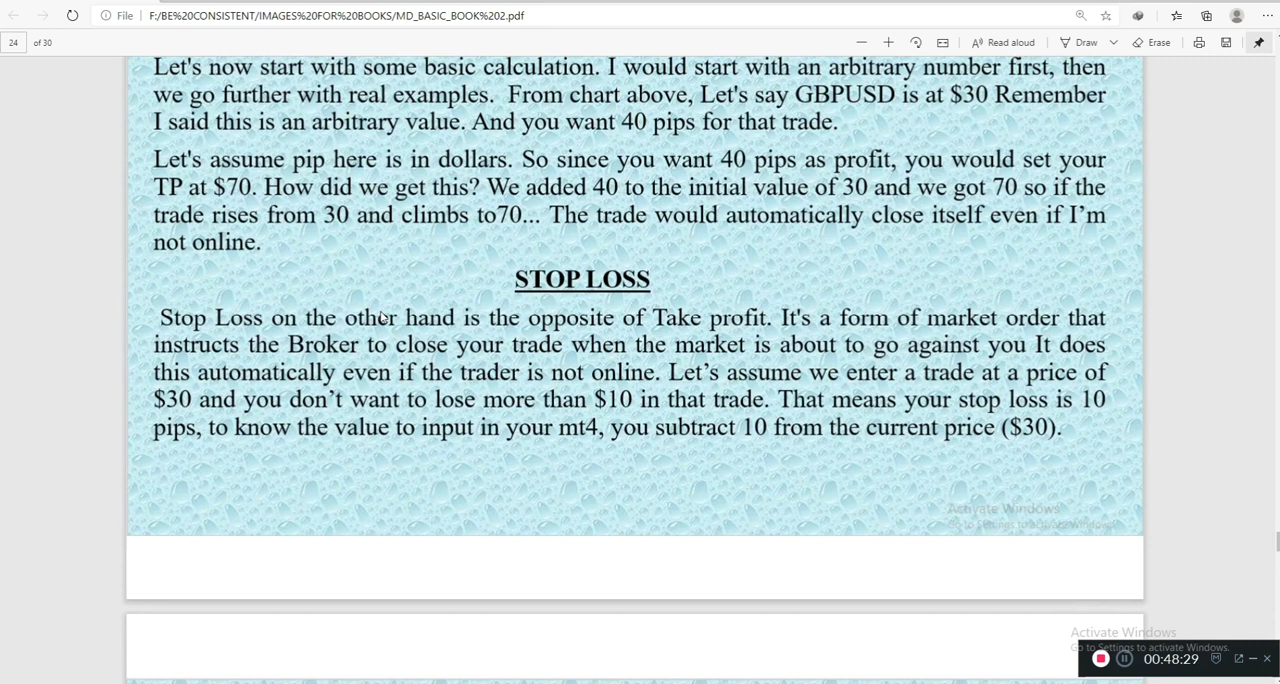 File
F:/BE%20CONSISTENT/IMAGES%20FOR%20BOOKS/MD_BASIC_BOOK%202.pdf
24 of 30
Read aloud
Draw
Erase
Let's now start with some basic calculation. I would start with an arbitrary number first, then
we go further with real examples. From chart above, Let's say GBPUSD is at $30 Remember
I said this is an arbitrary value. And you want 40 pips for that trade.
Let's assume pip here is in dollars. So since you want 40 pips as profit, you would set your
TP at $70. How did we get this? We added 40 to the initial value of 30 and we got 70 so if the
trade rises from 30 and climbs to70... The trade would automatically close itself even if I’m
not online.
STOP LOSS
Stop Loss on the other hand is the opposite of Take profit. It's a form of market order that
instructs the Broker to close your trade when the market is about to go against you It does
this automatically even if the trader is not online. Let’s assume we enter a trade at a price of
$30 and you don’t want to lose more than $10 in that trade. That means your stop loss is 10
pips, to know the value to input in your mt4, you subtract 10 from the current price ($30).
Activate Windows
Go to Settings to activate Windows.
Activate Windows
Go to Settings to activate Windows.
00:48:29